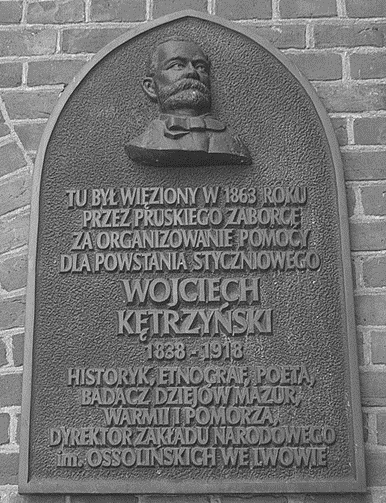 TU BYŁ WIĘZIONY W 1863 ROKU
PRZEZ PRUSKIEGO ZABORCĘ
ZA ORGANIZOWANIE POMOCY
DLA POWSTANIA STYCZNIOWEGO
WOJCIECH
KĘTRZYŃSKI
1838-1918
HISTORYK, ETNOGRAF, POETA,
BADACZ DZIEJÓW MAZUR,
WARMII I POMORZA,
DYREKTOR ZAKŁADU NARODOWEGO
im. OSSOLIŃSKICH WE LWOWIE